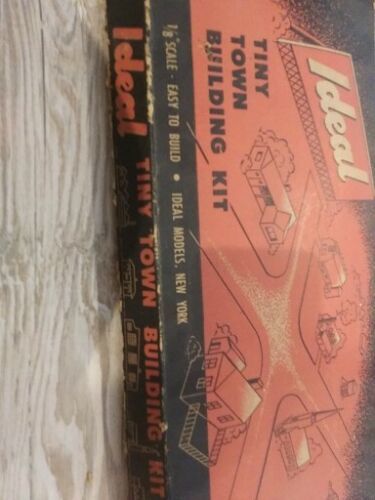 Ideal
TINY
TOWN
BUILDING KIT
1/8" SCALE · EASY TO BUILD • IDEAL MODELS, NEW YORK
Ideal TINY TOWN BUILDING KIT